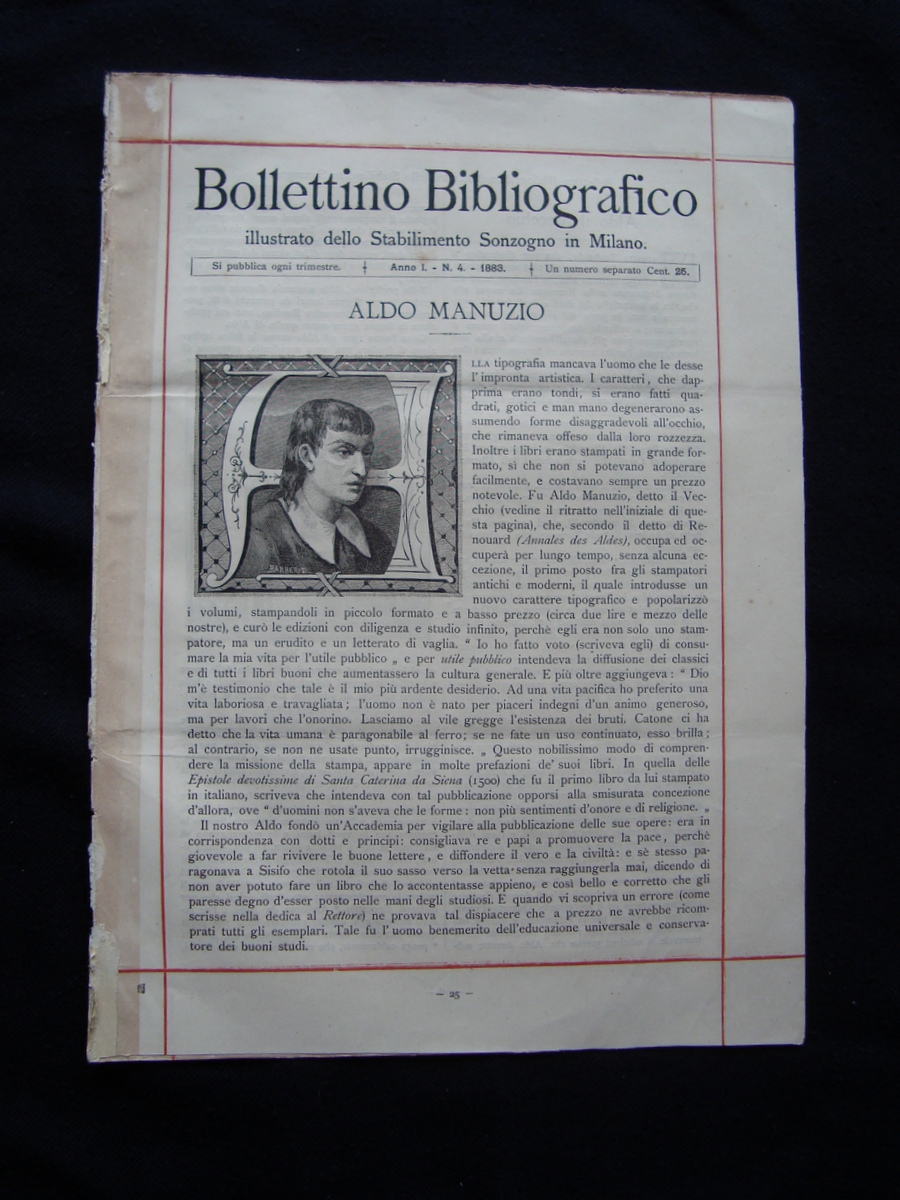 Bollettino Bibliografico
illustrato dello Stabilimento Sonzogno in Milano.
Si pubblica ogni trimestre. Anno I. - N. 4. - 1883. Un numero separato Cent. 25.
ALDO MANUZIO
A
LLA tipografia mancava l'uomo che le desse
l'impronta artistica. I caratteri, che dap-
prima erano tondi, si erano fatti qua-
drati, gotici e man mano degenerarono as-
sumendo forme disaggradevoli all'occhio,
che rimaneva offeso dalla loro rozzezza.
Inoltre i libri erano stampati in grande for-
mato, sì che non si potevano adoperare
facilmente, e costavano sempre un prezzo
notevole. Fu Aldo Manuzio, detto il Vec-
chio (vedine il ritratto nell'iniziale di que-
sta pagina), che, secondo il detto di Re-
nouard (Annales des Aldes), occupa ed oc-
cuperà per lungo tempo, senza alcuna ec-
cezione, il primo posto fra gli stampatori
antichi e moderni, il quale introdusse un
nuovo carattere tipografico e popolarizzò
i volumi, stampandoli in piccolo formato e a basso prezzo (circa due lire e mezzo delle
nostre), e curò le edizioni con diligenza e studio infinito, perchè egli era non solo uno stam-
patore, ma un erudito e un letterato di vaglia. “ Io ho fatto voto (scriveva egli) di consu-
mare la mia vita per l'utile pubblico „ e per utile pubblico intendeva la diffusione dei classici
e di tutti i libri buoni che aumentassero la cultura generale. E più oltre aggiungeva: “ Dio
m'è testimonio che tale è il mio più ardente desiderio. Ad una vita pacifica ho preferito una
vita laboriosa e travagliata; l'uomo non è nato per piaceri indegni d'un animo generoso,
ma per lavori che l'onorino. Lasciamo al vile gregge l'esistenza dei bruti. Catone ci ha
detto che la vita umana è paragonabile al ferro; se ne fate un uso continuato, esso brilla;
al contrario, se non ne usate punto, irrugginisce. „ Questo nobilissimo modo di compren-
dere la missione della stampa, appare in molte prefazioni de' suoi libri. In quella delle
Epistole devotissime di Santa Caterina da Siena (1500) che fu il primo libro da lui stampato
in italiano, scriveva che intendeva con tal pubblicazione opporsi alla smisurata concezione
d'allora, ove “ d'uomini non s'aveva che le forme: non più sentimenti d'onore e di religione. „
Il nostro Aldo fondò un'Accademia per vigilare alla pubblicazione delle sue opere: era in
corrispondenza con dotti e principi: consigliava re e papi a promuovere la pace, perchè
giovevole a far rivivere le buone lettere, e diffondere il vero e la civiltà: e sè stesso pa-
ragonava a Sisifo che rotola il suo sasso verso la vetta senza raggiungerla mai, dicendo di
non aver potuto fare un libro che lo accontentasse appieno, e così bello e corretto che gli
paresse degno d'esser posto nelle mani degli studiosi. E quando vi scopriva un errore (come
scrisse nella dedica al Rettore) ne provava tal dispiacere che a prezzo ne avrebbe ricom-
prati tutti gli esemplari. Tale fu l'uomo benemerito dell'educazione universale e conserva-
tore dei buoni studi.
— 25 —